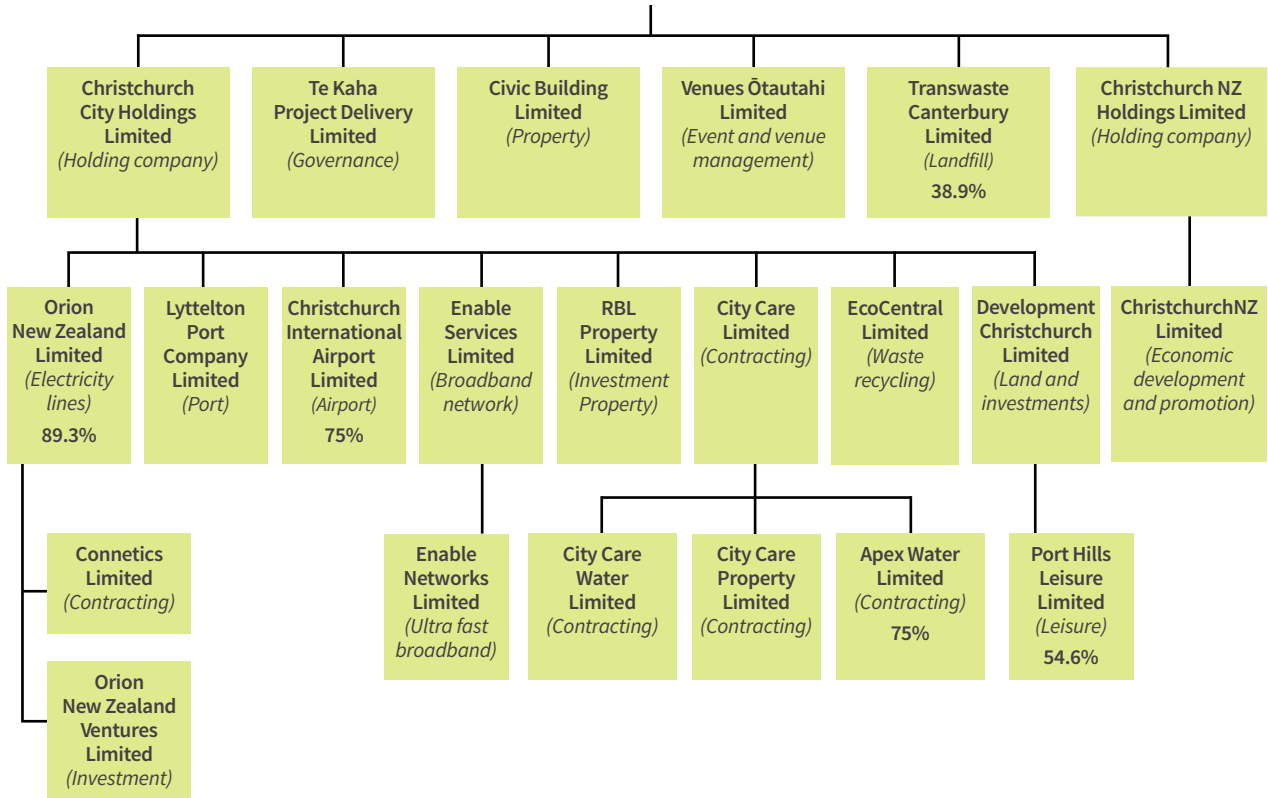 Christchurch
City Holdings
Limited
(Holding company)
Te Kaha
Project Delivery
Limited
(Governance)
Civic Building
Limited
(Property)
Venues Ōtautahi
Limited
(Event and venue
management)
Transwaste
Canterbury
Limited
(Landfill)
38.9%
Christchurch NZ
Holdings Limited
(Holding company)
Orion
New Zealand
Limited
(Electricity
lines)
89.3%
Lyttelton
Port
Company
Limited
(Port)
Christchurch
International
Airport
Limited
(Airport)
75%
Enable
Services
Limited
(Broadband
network)
RBL
Property
Limited
(Investment
Property)
City Care
Limited
(Contracting)
EcoCentral
Limited
(Waste
recycling)
Development
Christchurch
Limited
(Land and
investments)
ChristchurchNZ
Limited
(Economic
development
and promotion)
Connetics
Limited
(Contracting)
Orion
New Zealand
Ventures
Limited
(Investment)
Enable
Networks
Limited
(Ultra fast
broadband)
City Care
Water
Limited
(Contracting)
City Care
Property
Limited
(Contracting)
Apex Water
Limited
(Contracting)
75%
Port Hills
Leisure
Limited
(Leisure)
54.6%